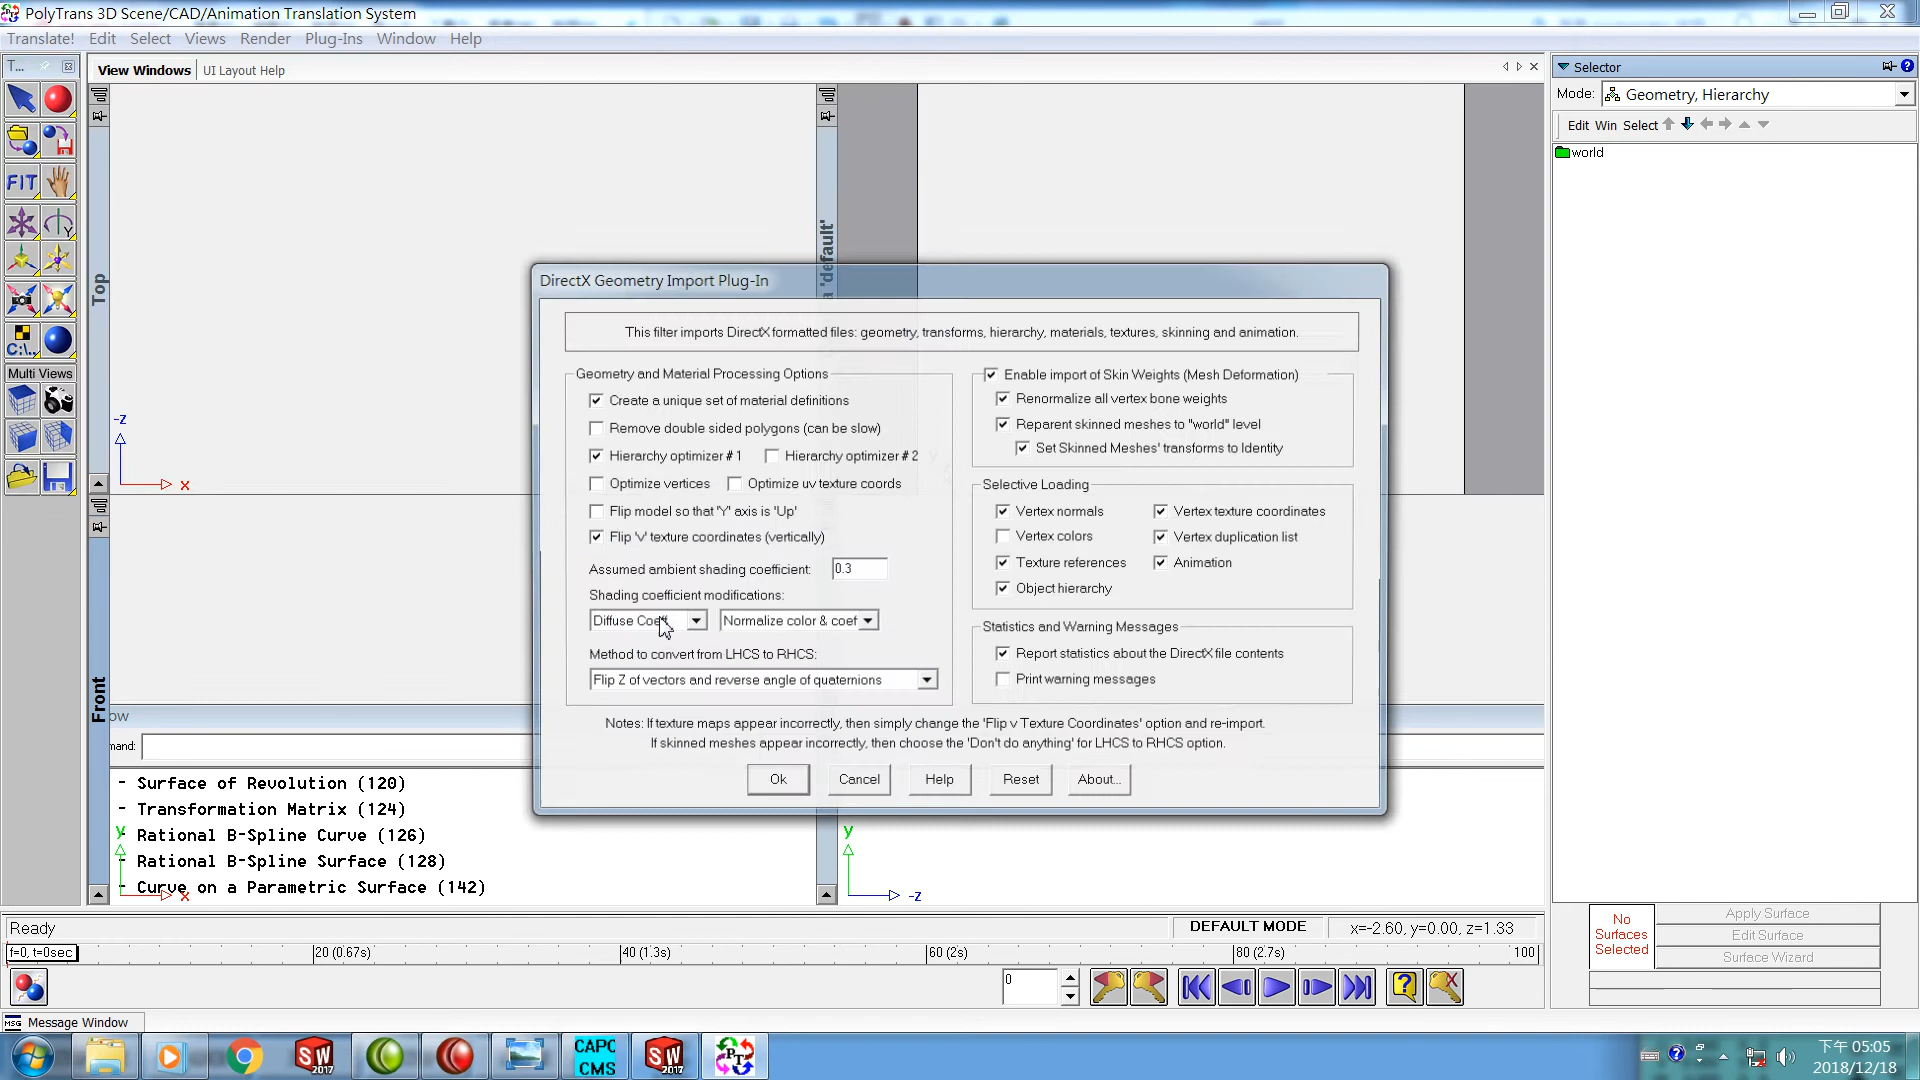 PolyTrans 3D Scene/CAD/Animation Translation System
Translate! Edit Select Views Render Plug-Ins Window Help
T...
View Windows UI Layout Help
Selector
Mode: Geometry, Hierarchy
Edit Win Select
world
FIT
Y
C:\..
Multi Views
Top
'default'
-z
x
Front
DirectX Geometry Import Plug-In
This filter imports DirectX formatted files: geometry, transforms, hierarchy, materials, textures, skinning and animation.
Geometry and Material Processing Options
Create a unique set of material definitions
Remove double sided polygons (can be slow)
Hierarchy optimizer # 1 Hierarchy optimizer # 2
Optimize vertices Optimize uv texture coords
Flip model so that 'Y' axis is 'Up'
Flip 'v' texture coordinates (vertically)
Assumed ambient shading coefficient: 0.3
Shading coefficient modifications:
Diffuse Coeff Normalize color & coef
Method to convert from LHCS to RHCS:
Flip Z of vectors and reverse angle of quaternions
Enable import of Skin Weights (Mesh Deformation)
Renormalize all vertex bone weights
Reparent skinned meshes to "world" level
Set Skinned Meshes' transforms to Identity
Selective Loading
Vertex normals Vertex texture coordinates
Vertex colors Vertex duplication list
Texture references Animation
Object hierarchy
Statistics and Warning Messages
Report statistics about the DirectX file contents
Print warning messages
Notes: If texture maps appear incorrectly, then simply change the 'Flip v Texture Coordinates' option and re-import.
If skinned meshes appear incorrectly, then choose the 'Don't do anything' for LHCS to RHCS option.
Ok Cancel Help Reset About...
ow
mand:
- Surface of Revolution (120)
- Transformation Matrix (124)
- Rational B-Spline Curve (126)
- Rational B-Spline Surface (128)
- Curve on a Parametric Surface (142)
y
x
y
-z
No
Surfaces
Selected
Apply Surface
Edit Surface
Surface Wizard
Ready
DEFAULT MODE x=-2.60, y=0.00, z=1.33
f=0, t=0sec 20 (0.67s) 40 (1.3s) 60 (2s) 80 (2.7s) 100
0
MSG Message Window
SW 2017
CAPC
CMS
SW 2017
PT
下午 05:05
2018/12/18